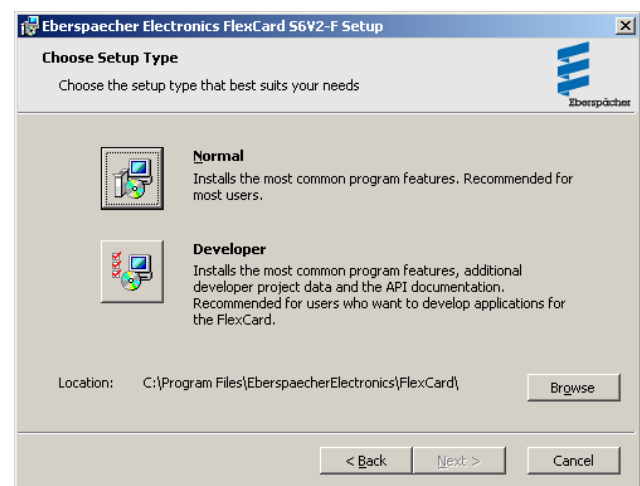 Eberspaecher Electronics FlexCard S6V2-F Setup
Choose Setup Type
Choose the setup type that best suits your needs
Eberspächer
Normal
Installs the most common program features. Recommended for
most users.
Developer
Installs the most common program features, additional
developer project data and the API documentation.
Recommended for users who want to develop applications for
the FlexCard.
Location: C:\Program Files\EberspaecherElectronics\FlexCard\ Browse
< Back Next > Cancel